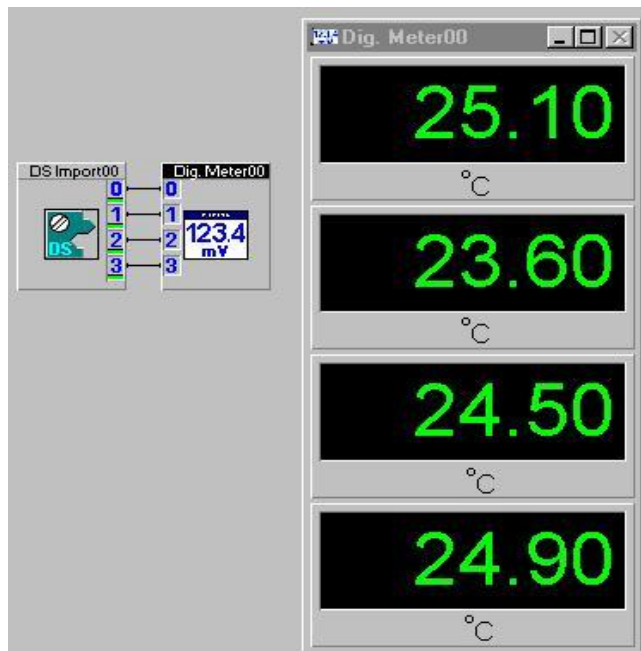 DS Import00
0
1
2
3
DS
Dig. Meter00
0
1
2
3
123.4
mV
Dig. Meter00
25.10
°C
23.60
°C
24.50
°C
24.90
°C